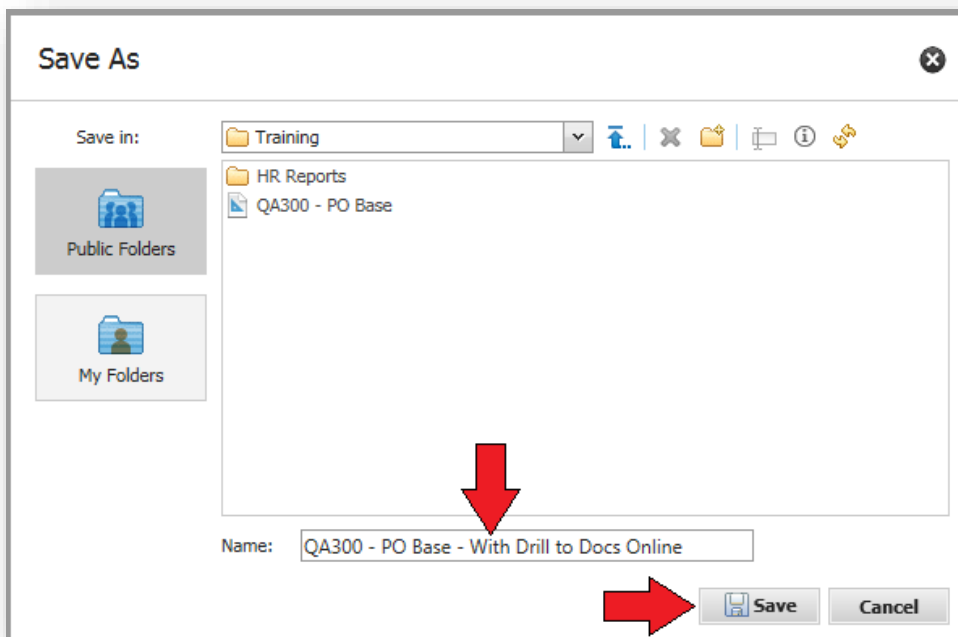 Save As
Save in:
Training
Public Folders
My Folders
HR Reports
QA300 - PO Base
Name:
QA300 - PO Base - With Drill to Docs Online
Save
Cancel